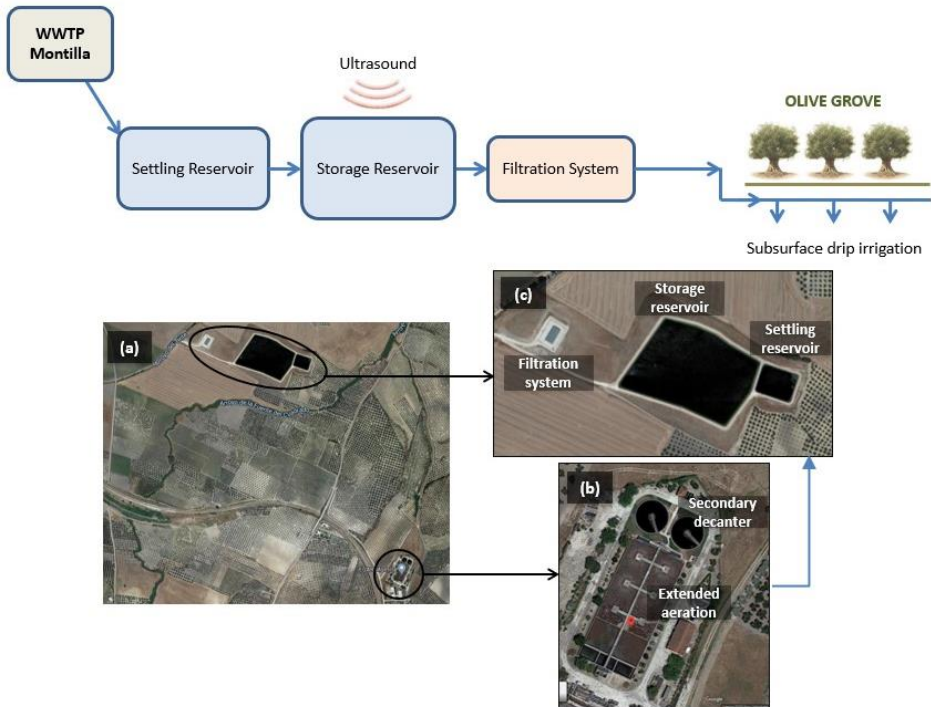 WWTP
Montilla
Ultrasound
Settling Reservoir
Storage Reservoir
Filtration System
OLIVE GROVE
Subsurface drip irrigation
(a)
(c)
Storage
reservoir
Settling
reservoir
Filtration
system
(b)
Secondary
decanter
Extended
aeration
Google